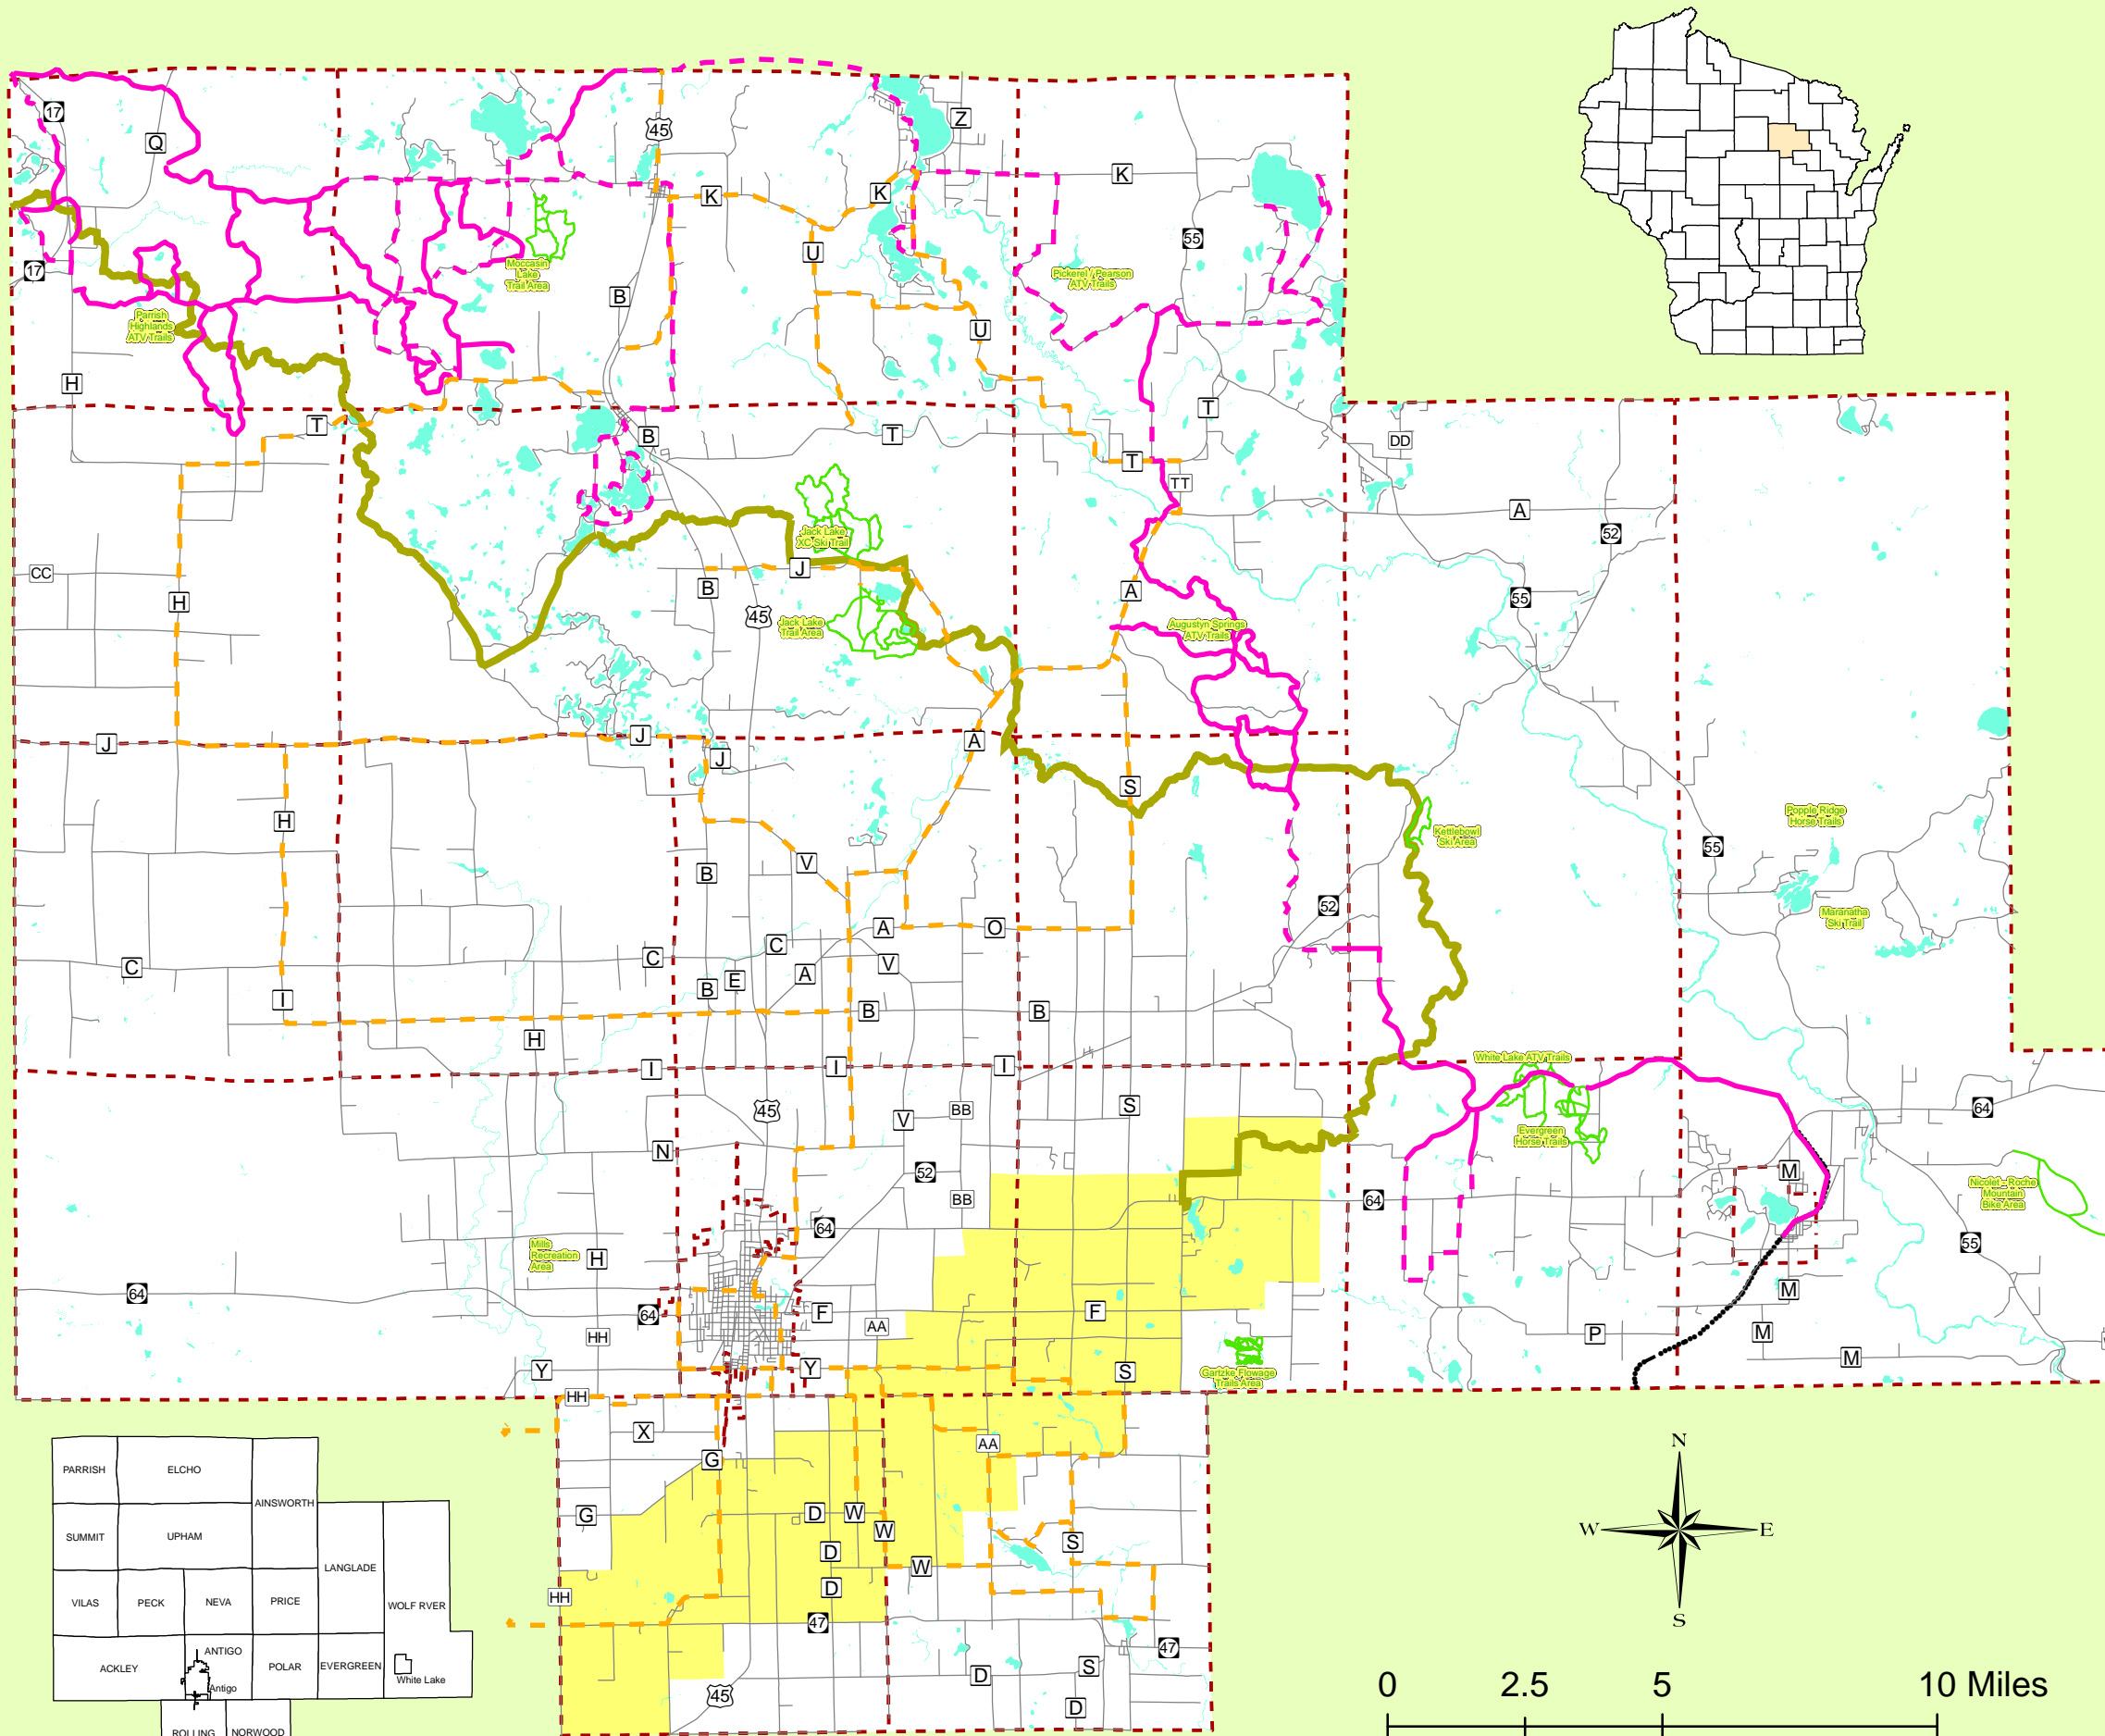 17
Q
45
Z
K
K
K
17
U
55
B
U
Moccasin
Lake
Trail Area
Pickerel / Pearson
ATV Trails
Parrish
Highlands
ATV Trails
H
T
B
T
T
T
DD
TT
A
52
Jack Lake
XC Ski Trail
CC
J
H
B
45
A
55
Jack Lake
Trail Area
Augustyn Springs
ATV Trails
J
J
J
A
S
H
V
B
Kettlebowl
Ski Area
Popple Ridge
Horse Trails
55
52
Maranatha
Ski Trail
A
O
C
C
C
A
V
E
B
I
B
B
H
I
I
I
White Lake ATV Trails
45
V
BB
S
64
N
Evergreen
Horse Trails
52
BB
64
M
Nicolet - Roche
Mountain
Bike Area
64
Mills
Recreation
Area
H
55
64
64
F
AA
F
M
HH
P
M
M
Y
Y
S
Gartzke Flowage
Trails Area
HH
X
G
AA
G
D
W
W
S
D
W
D
HH
47
47
D
S
45
D
PARRISH
ELCHO
AINSWORTH
SUMMIT
UPHAM
LANGLADE
VILAS
PECK
NEVA
PRICE
WOLF RVER
ANTIGO
ACKLEY
POLAR
EVERGREEN
White Lake
Antigo
ROLLING
NORWOOD
N
W
E
S
0
2.5
5
10 Miles